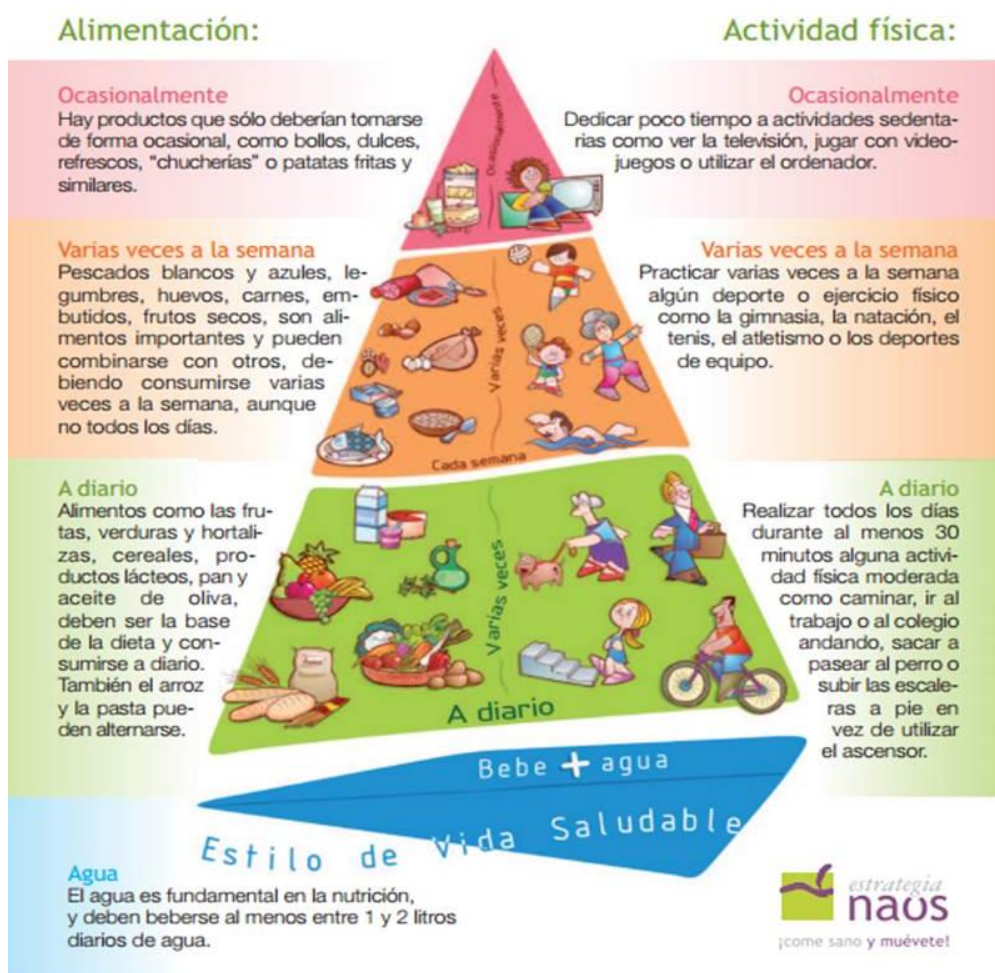 Alimentación:
Actividad física:
Ocasionalmente
Hay productos que sólo deberían tomarse
de forma ocasional, como bollos, dulces,
refrescos, "chucherías" o patatas fritas y
similares.
Ocasionalmente
Dedicar poco tiempo a actividades sedenta-
rias como ver la televisión, jugar con video-
juegos o utilizar el ordenador.
Ocasionalmente
Varias veces a la semana
Pescados blancos y azules, le-
gumbres, huevos, carnes, em-
butidos, frutos secos, son ali-
mentos importantes y pueden
combinarse con otros, de-
biendo consumirse varias
veces a la semana, aunque
no todos los días.
Varias veces
Cada semana
Varias veces a la semana
Practicar varias veces a la semana
algún deporte o ejercicio físico
como la gimnasia, la natación, el
tenis, el atletismo o los deportes
de equipo.
A diario
Alimentos como las fru-
tas, verduras y hortali-
zas, cereales, pro-
ductos lácteos, pan y
aceite de oliva,
deben ser la base
de la dieta y con-
sumirse a diario.
También el arroz
y la pasta pue-
den alternarse.
Varias veces
A diario
A diario
Realizar todos los días
durante al menos 30
minutos alguna activi-
dad física moderada
como caminar, ir al
trabajo o al colegio
andando, sacar a
pasear al perro o
subir las escale-
ras a pie en
vez de utilizar
el ascensor.
Bebe + agua
Estilo de Vida Saludable
Agua
El agua es fundamental en la nutrición,
y deben beberse al menos entre 1 y 2 litros
diarios de agua.
estrategia
naos
¡come sano y muévete!